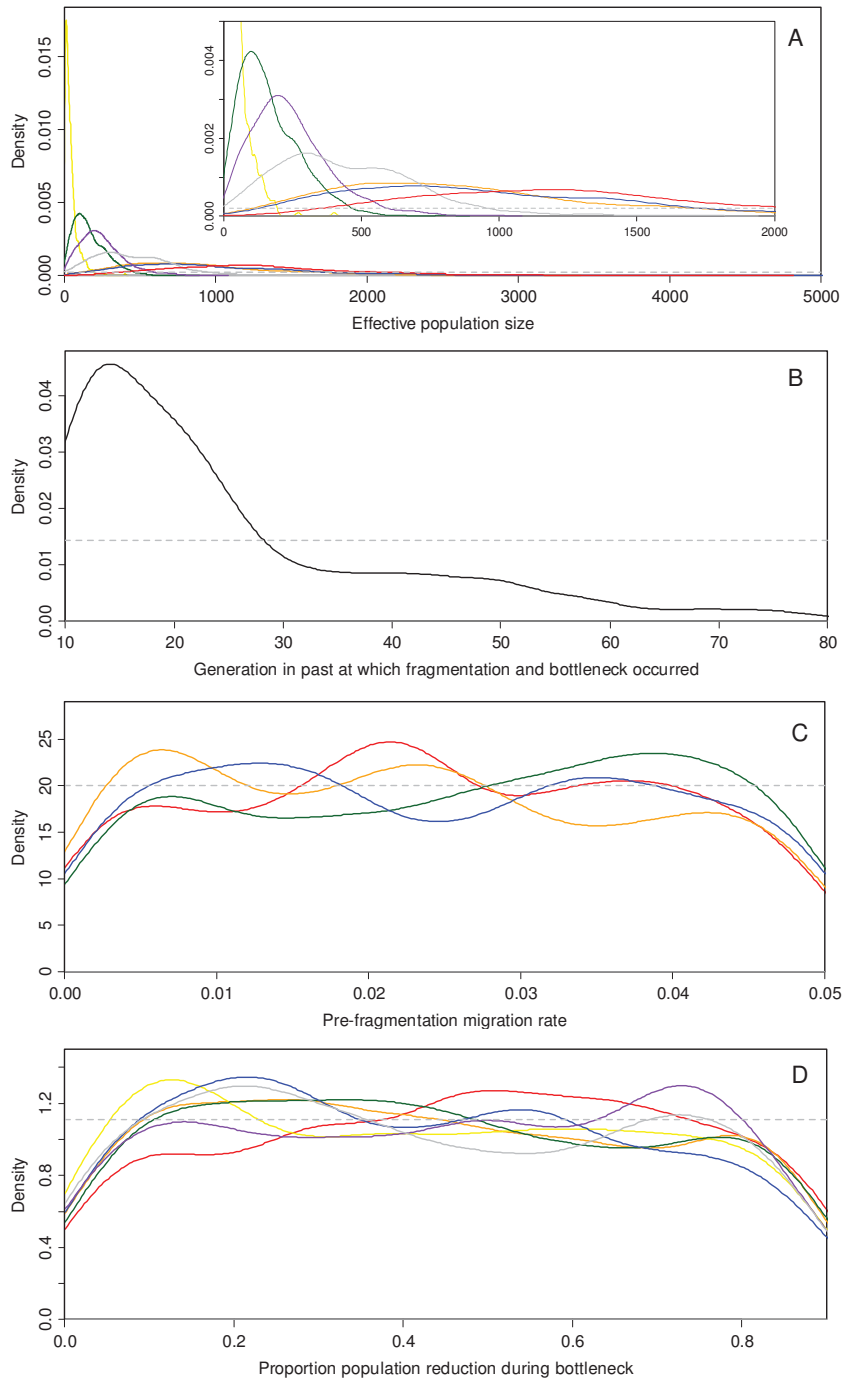 A
Density
0.000 0.005 0.010 0.015
0.000 0.002 0.004
0 500 1000 1500 2000
0 1000 2000 3000 4000 5000
Effective population size
B
Density
0.00 0.01 0.02 0.03 0.04
10 20 30 40 50 60 70 80
Generation in past at which fragmentation and bottleneck occurred
C
Density
0 5 10 15 20 25
0.00 0.01 0.02 0.03 0.04 0.05
Pre-fragmentation migration rate
D
Density
0.0 0.4 0.8 1.2
0.0 0.2 0.4 0.6 0.8
Proportion population reduction during bottleneck